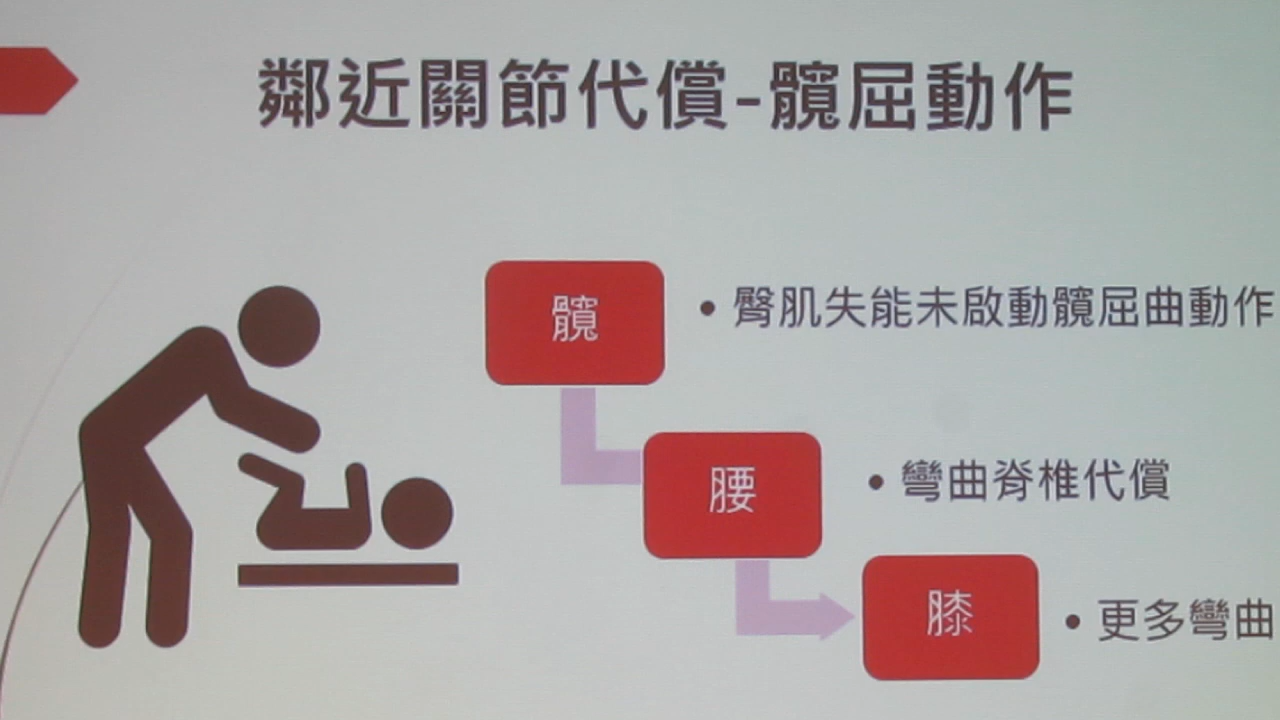 鄰近關節代償-髖屈動作
髖
• 臀肌失能未啟動髖屈曲動作
腰
• 彎曲脊椎代償
膝
• 更多彎曲